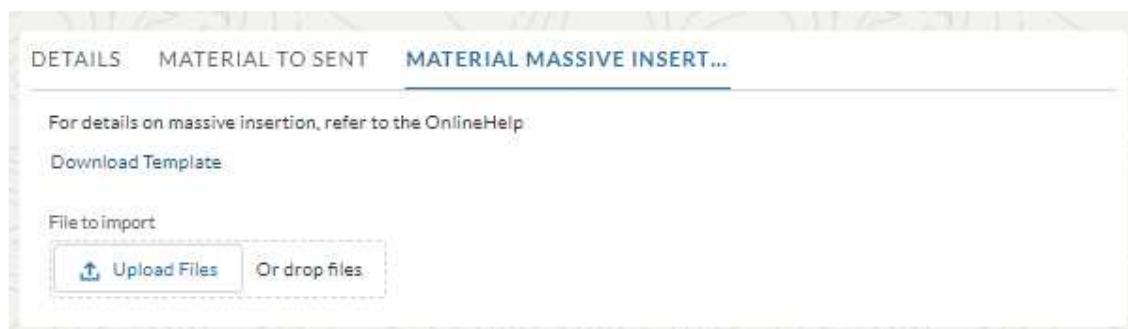 DETAILS MATERIAL TO SENT MATERIAL MASSIVE INSERT...
For details on massive insertion, refer to the OnlineHelp
Download Template
File to import
Upload Files Or drop files